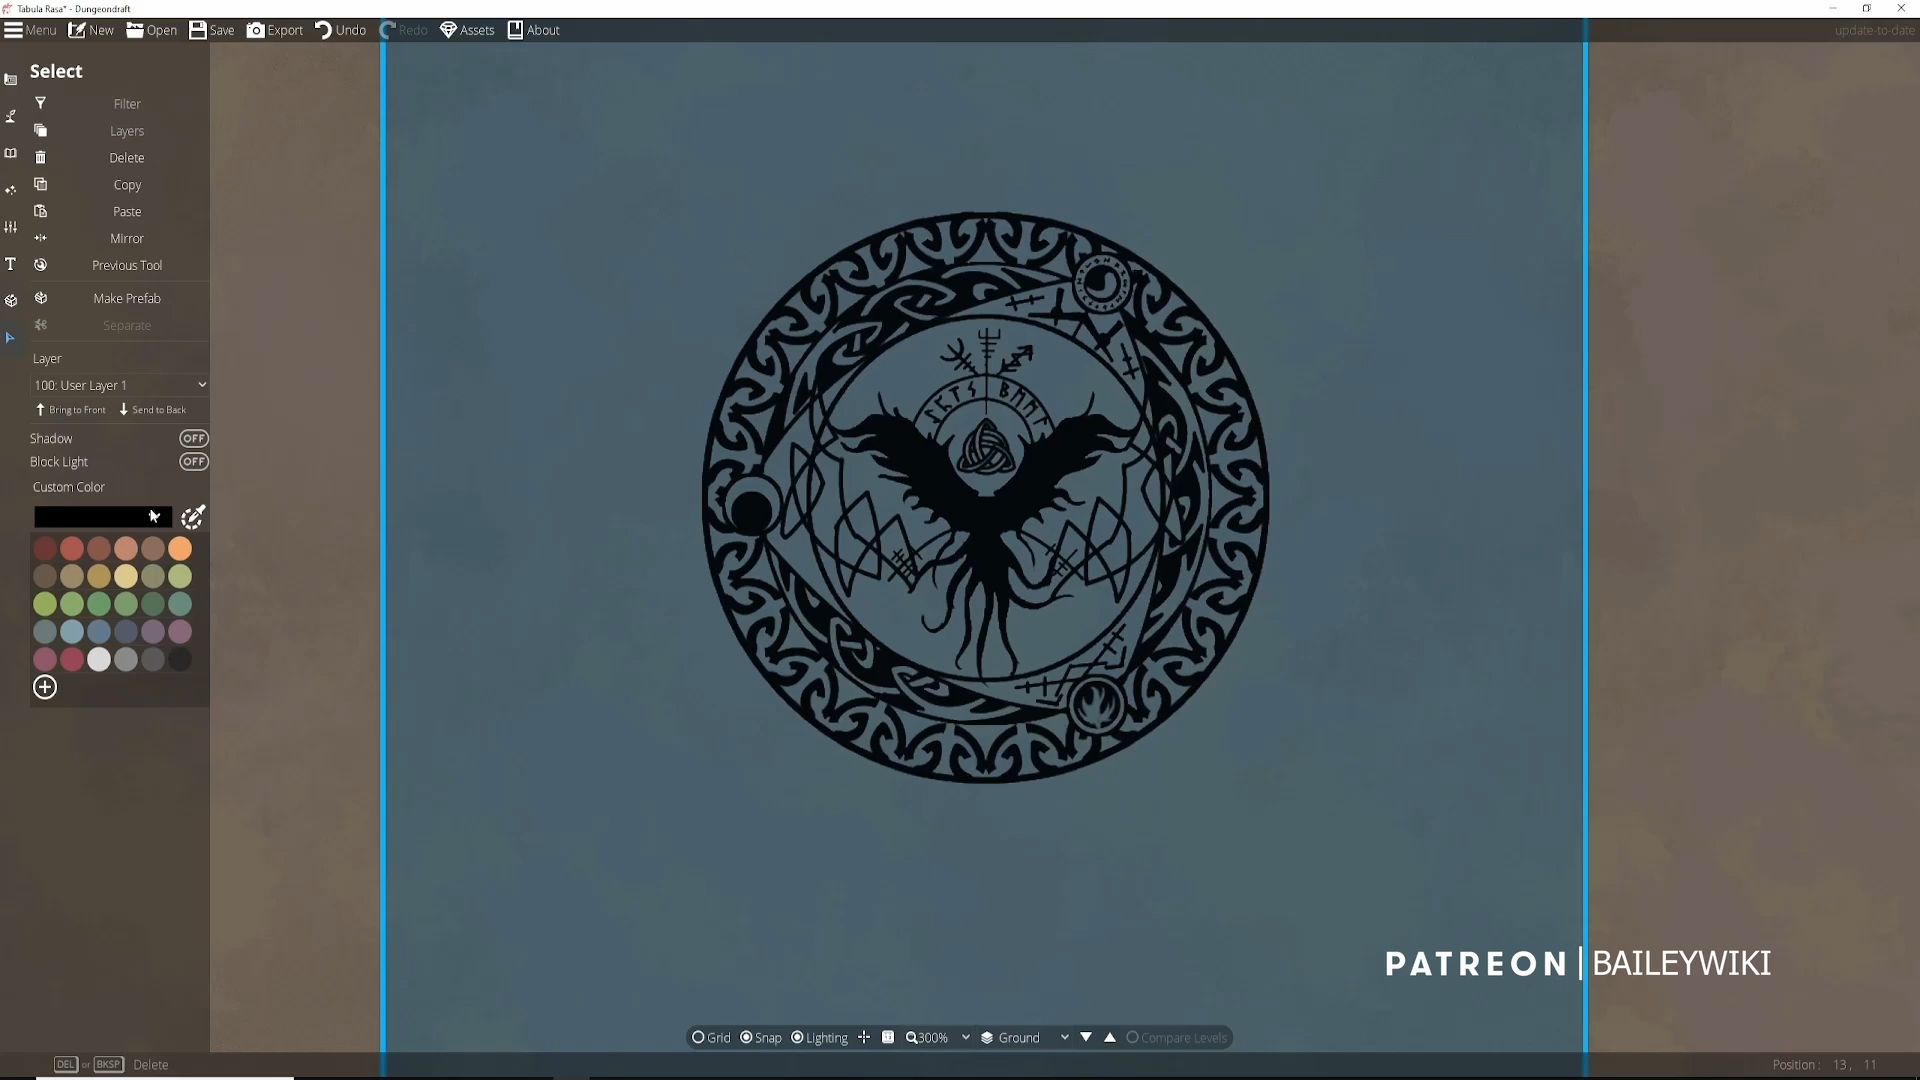 Tabula Rasa* - Dungeondraft
Menu New Open Save Export Undo Redo Assets About update-to-date
Select
Filter
Layers
Delete
Copy
Paste
Mirror
Previous Tool
Make Prefab
Separate
Layer
100: User Layer 1
Bring to Front Send to Back
Shadow OFF
Block Light OFF
Custom Color
PATREON | BAILEYWIKI
Grid Snap Lighting 300% Ground Compare Levels
DEL or BKSP Delete
Position : 13, 11